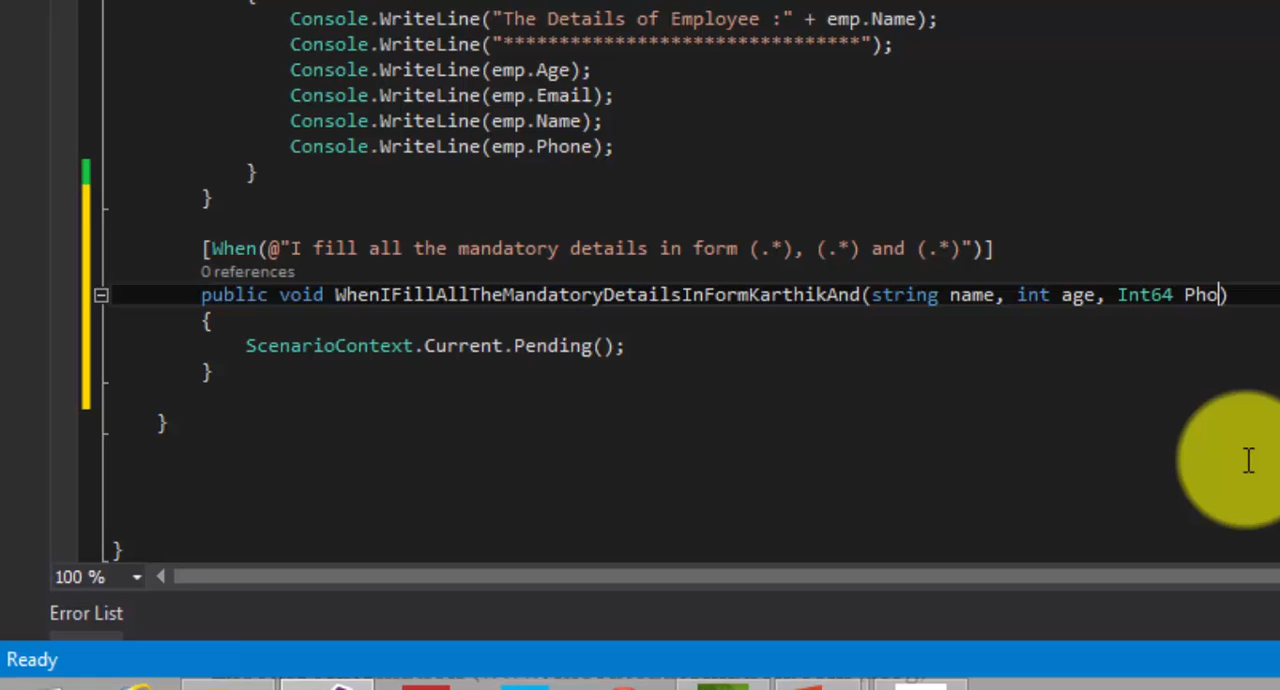 {
Console.WriteLine("The Details of Employee :" + emp.Name);
Console.WriteLine("********************************");
Console.WriteLine(emp.Age);
Console.WriteLine(emp.Email);
Console.WriteLine(emp.Name);
Console.WriteLine(emp.Phone);
}
}
[When(@"I fill all the mandatory details in form (.*), (.*) and (.*)")]
0 references
public void WhenIFillAllTheMandatoryDetailsInFormKarthikAnd(string name, int age, Int64 Pho)
{
ScenarioContext.Current.Pending();
}
}
}
100 %
Error List
Ready